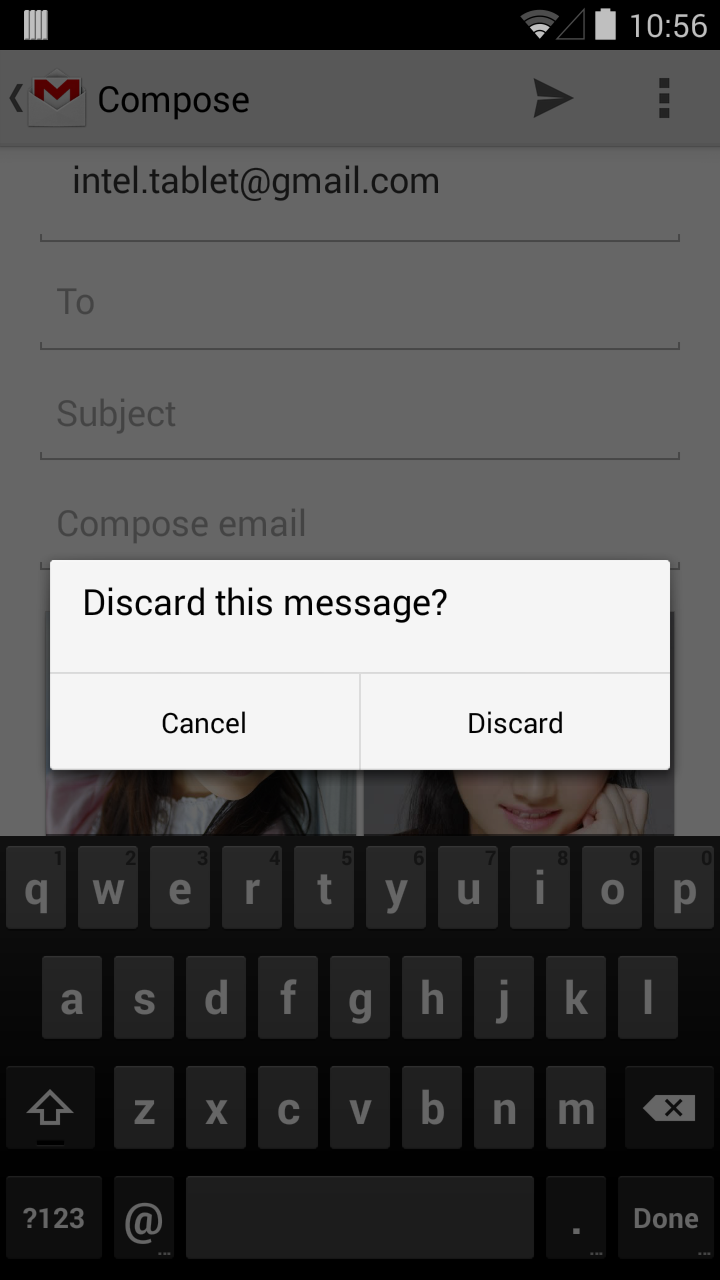 10:56
Compose
intel.tablet@gmail.com
To
Subject
Compose email
Discard this message?
Cancel
Discard
1 2 3 4 5 6 7 8 9 0
q w e r t y u i o p
a s d f g h j k l
z x c v b n m
?123 @ . Done